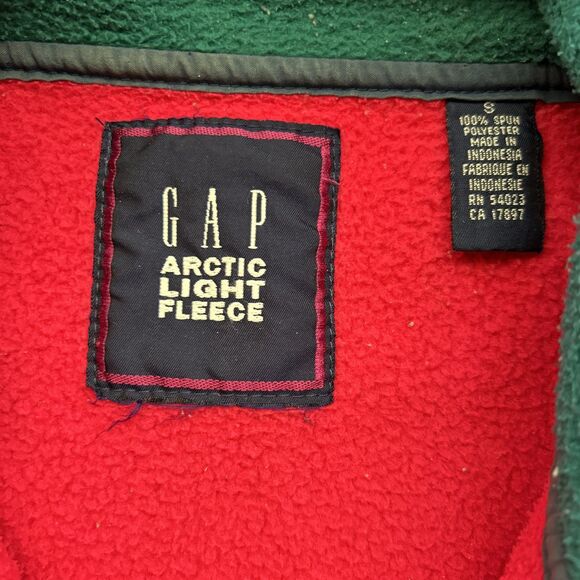 GAP
ARCTIC
LIGHT
FLEECE
S
100% SPUN
POLYESTER
MADE IN
INDONESIA
FABRIQUE EN
INDONESIE
RN 54023
CA 17897